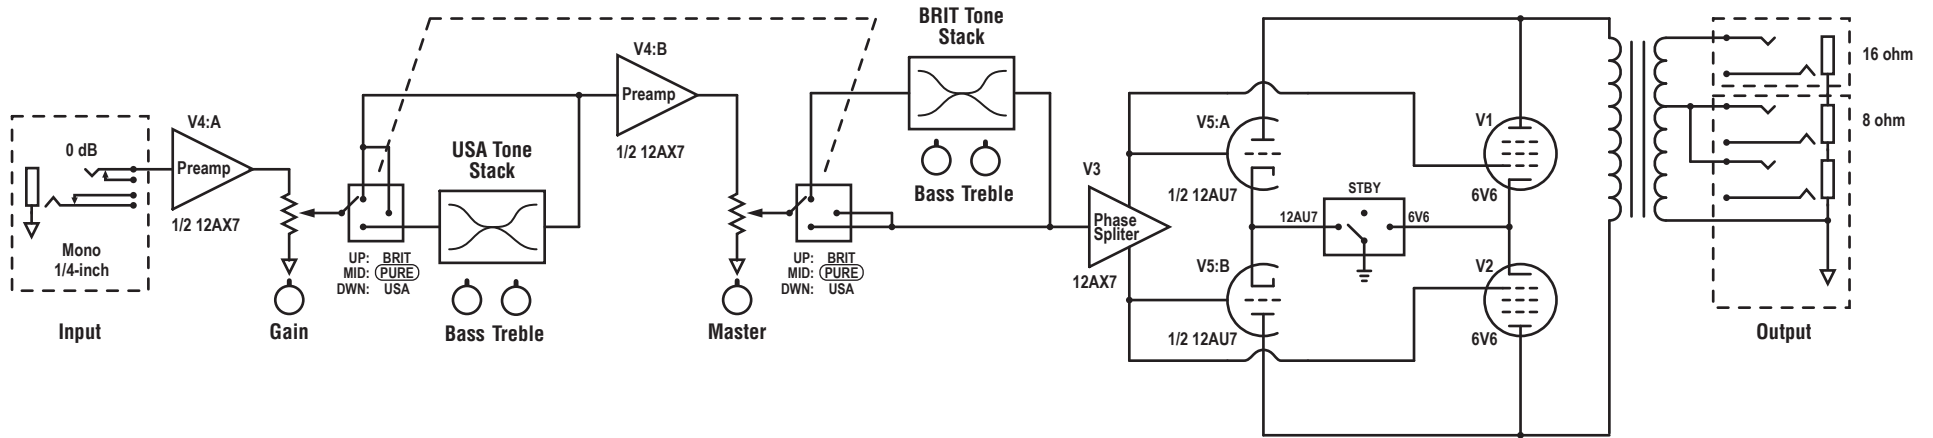 0 dB
Mono
1/4-inch
Input
V4:A
Preamp
1/2 12AX7
Gain
UP: BRIT
MID: PURE
DWN: USA
USA Tone
Stack
Bass Treble
V4:B
Preamp
1/2 12AX7
Master
UP: BRIT
MID: PURE
DWN: USA
BRIT Tone
Stack
Bass Treble
V3
Phase
Spliter
12AX7
V5:A
1/2 12AU7
V5:B
1/2 12AU7
STBY
12AU7
6V6
V1
6V6
V2
6V6
16 ohm
8 ohm
Output